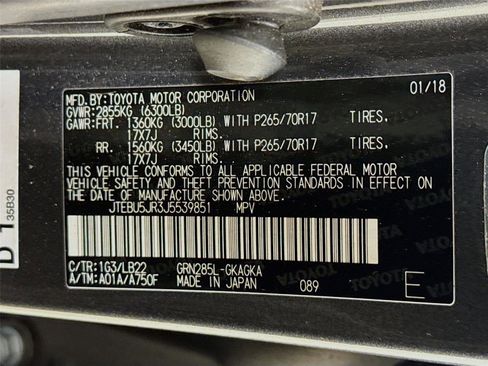 MFD.BY:TOYOTA MOTOR CORPORATION 01/18
GVWR:2855KG (6300LB)
GAWR:FRT. 1360KG (3000LB) WITH P265/70R17 TIRES,
17X7J RIMS.
RR. 1560KG (3450LB) WITH P265/70R17 TIRES,
17X7J RIMS.
THIS VEHICLE CONFORMS TO ALL APPLICABLE FEDERAL MOTOR
VEHICLE SAFETY AND THEFT PREVENTION STANDARDS IN EFFECT
ON THE DATE OF MANUFACTURE SHOWN ABOVE.
JTEBU5JR3J5539851 MPV
C/TR:1G3/LB22 GRN285L-GKAGKA
A/TM:A01A/A750F MADE IN JAPAN 089 E
D 1
35B30